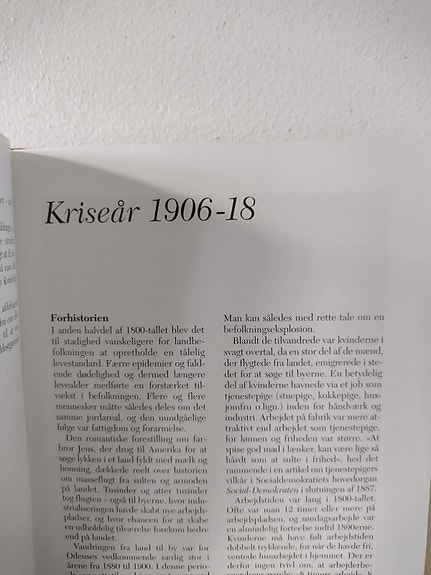 Kriseår 1906-18
Forhistorien
I anden halvdel af 1800-tallet blev det
til stadighed vanskeligere for landbe-
folkningen at opretholde en tålelig
levestandard. Færre epidemier og fald-
ende dødelighed og dermed længere
levealder medførte en forstærket til-
vækst i befolkningen. Flere og flere
mennesker måtte således deles om det
samme jordareal, og den uundgåelige
følge var fattigdom og forarmelse.
Den romantiske forestilling om far-
bror Jens, der drog til Amerika for at
søge lykken i et land fyldt med mælk og
honning, dækkede reelt over historien
om masseflugt fra sulten og armoden
på landet. Tusinder og atter tusinder
tog flugten – også til byerne, hvor indu-
strialiseringen havde skabt nye arbejds-
pladser, og hvor chancen for at skabe
en udholdelig tilværelse forekom bedre
end på landet.
Vandringen fra land til by var for
Odenses vedkommende særlig stor i
årene fra 1880 til 1900. I denne perio-
Man kan således med rette tale om en
befolkningseksplosion.
Blandt de tilvandrede var kvinderne i
svagt overtal, da en stor del af de mænd,
der flygtede fra landet, emigrerede i ste-
det for at søge til byerne. En betydelig
del af kvinderne havnede via et job som
tjenestepige (stuepige, kokkepige, hus-
jomfru o.lign.) inden for håndværk og
industri. Arbejdet på fabrik var mere at-
traktivt end arbejdet som tjenestepige,
for lønnen og friheden var større. »At
spise god mad i lænker, kan være lige så
hårdt som at sulte i frihed«, hed det
rammende i en artikel om tjenestepigers
vilkår i Socialdemokratiets hovedorgan
Social-Demokraten i slutningen af 1887.
Arbejdstiden var lang i 1800-tallet.
Ofte var man 12 timer eller mere på
arbejdspladsen, og søndagsarbejde var
en almindelig foreteelse indtil 1890erne.
Kvinderne må have følt arbejdstiden
dobbelt trykkende, for når de havde fri,
ventede husarbejdet i hjemmet. Der er
derfor ingen tvivl om, at arbejderbe-